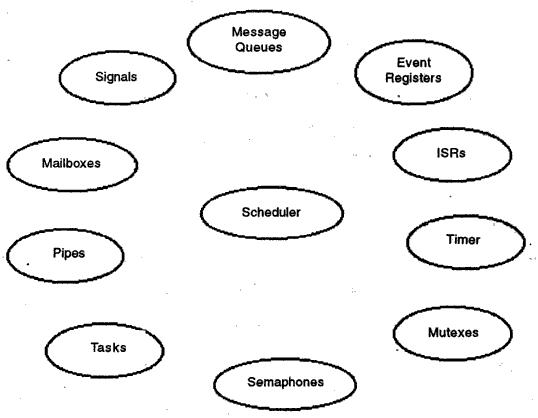 Message
Queues
Signals
Event
Registers
Mailboxes
ISRs
Scheduler
Pipes
Timer
Tasks
Mutexes
Semaphones